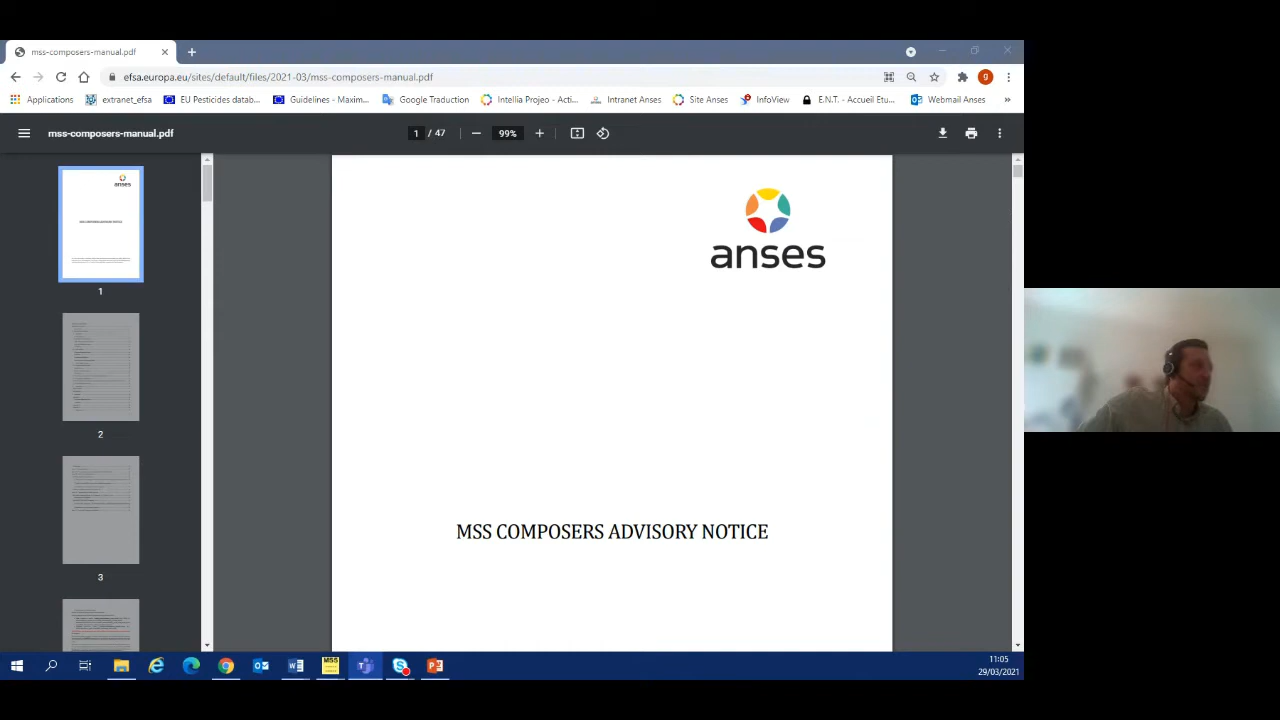 mss-composers-manual.pdf
efsa.europa.eu/sites/default/files/2021-03/mss-composers-manual.pdf
g
Applications
extranet_efsa
EU Pesticides datab...
Guidelines - Maxim...
Google Traduction
Intellia Projeo - Acti...
Intranet Anses
Site Anses
InfoView
E.N.T. - Accueil Etu...
Webmail Anses
»
mss-composers-manual.pdf
1 / 47
99%
anses
1
2
3
anses
MSS COMPOSERS ADVISORY NOTICE
MSS
11:05
29/03/2021